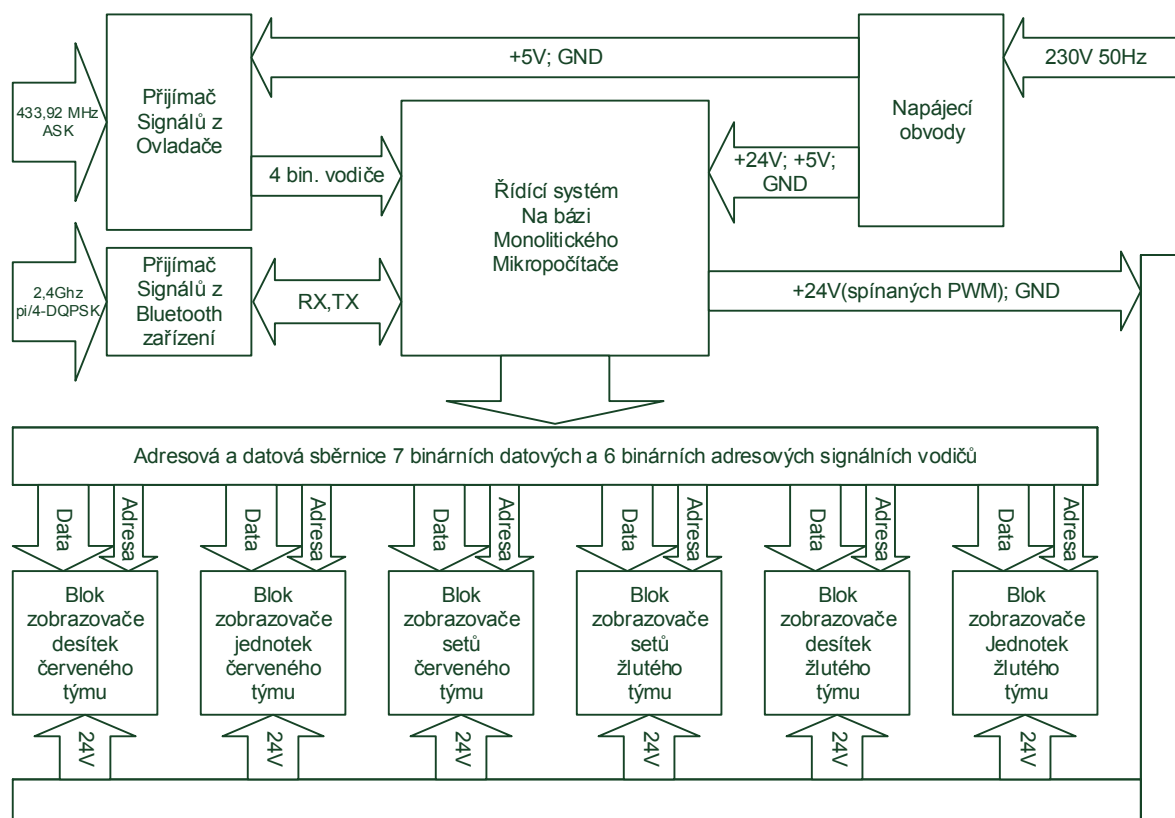 +5V; GND
230V 50Hz
433,92 MHz
ASK
Přijímač
Signálů z
Ovladače
Napájecí
obvody
+24V; +5V;
GND
4 bin. vodiče
Řídící systém
Na bázi
Monolitického
Mikropočítače
2,4Ghz
pi/4-DQPSK
Přijímač
Signálů z
Bluetooth
zařízení
RX,TX
+24V(spínaných PWM); GND
Adresová a datová sběrnice 7 binárních datových a 6 binárních adresových signálních vodičů
Data
Adresa
Data
Adresa
Data
Adresa
Data
Adresa
Data
Adresa
Data
Adresa
Blok
zobrazovače
desítek
červeného
týmu
Blok
zobrazovače
jednotek
červeného
týmu
Blok
zobrazovače
setů
červeného
týmu
Blok
zobrazovače
setů
žlutého
týmu
Blok
zobrazovače
desítek
žlutého
týmu
Blok
zobrazovače
Jednotek
žlutého
týmu
24V
24V
24V
24V
24V
24V